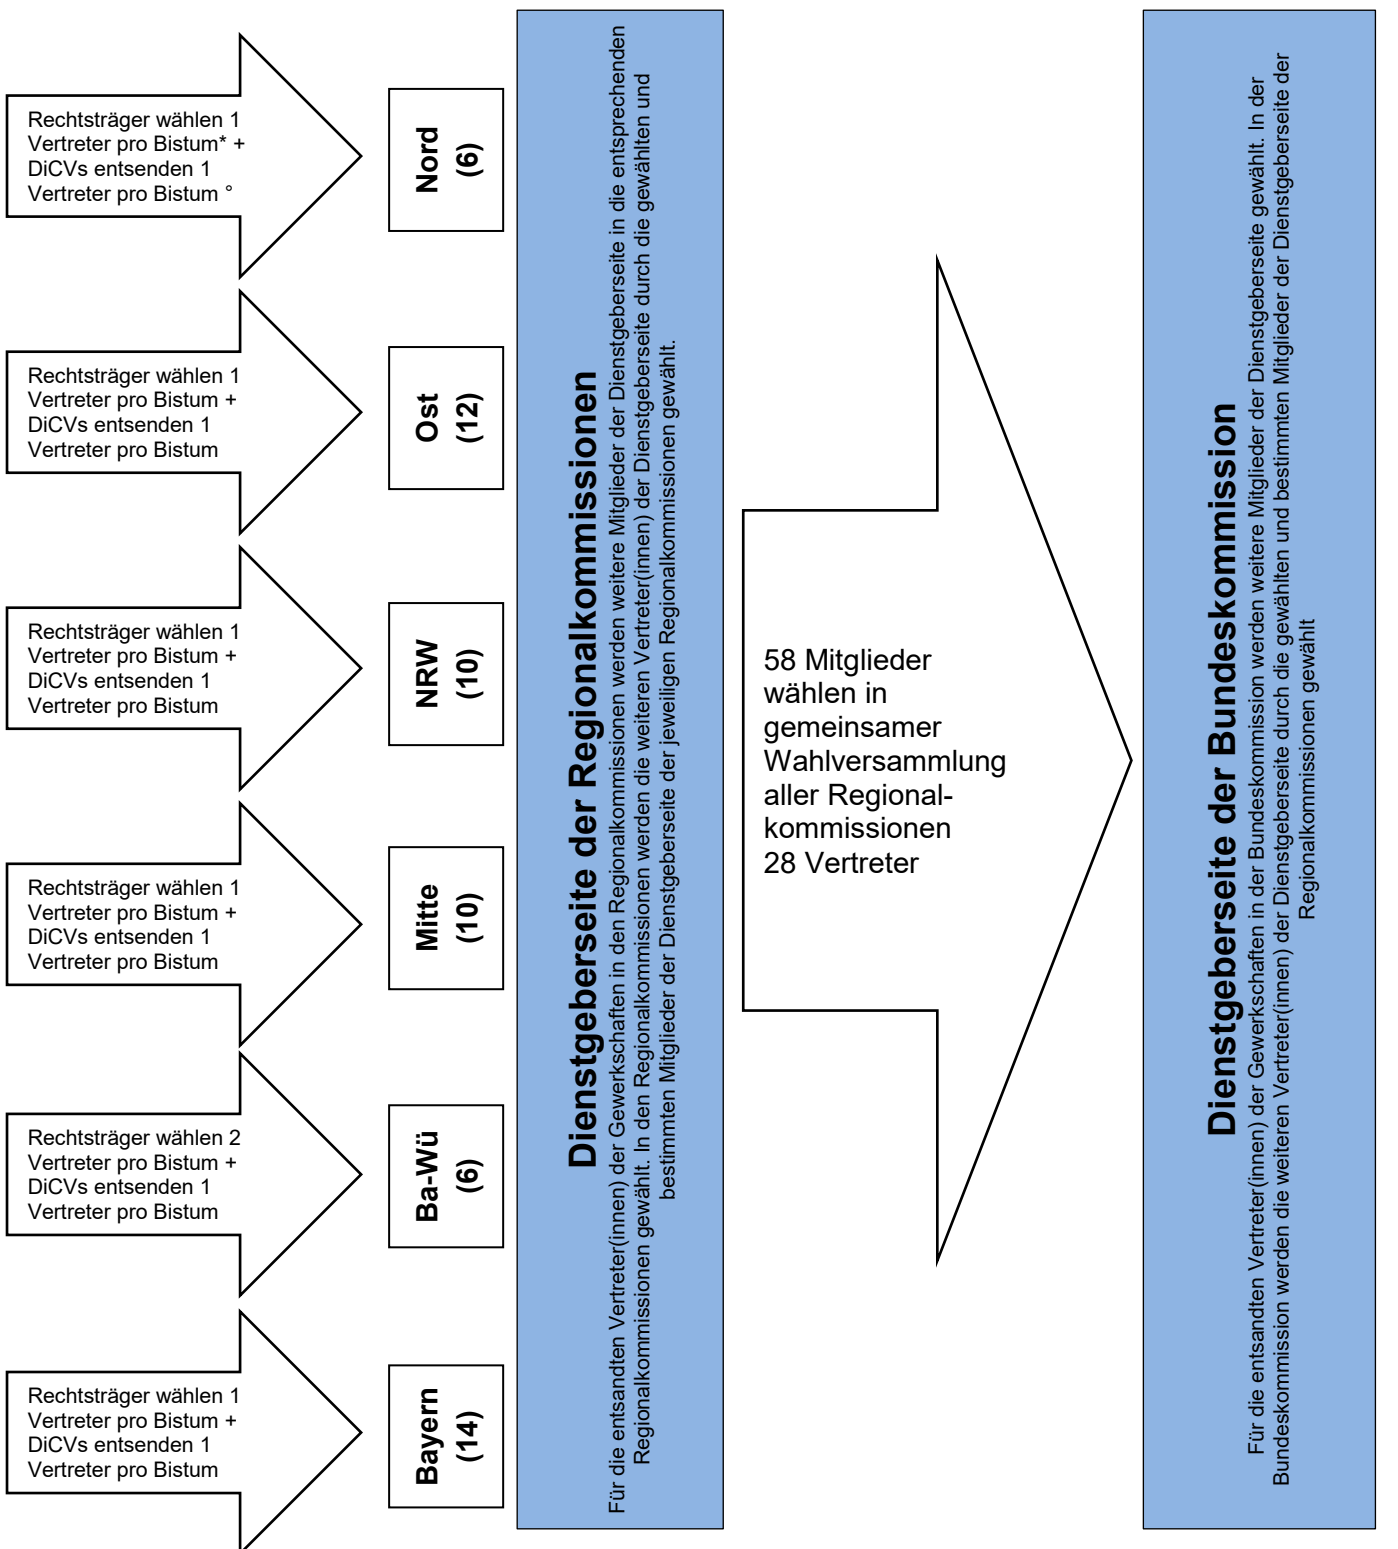 Rechtsträger wählen 1
Vertreter pro Bistum* +
DiCVs entsenden 1
Vertreter pro Bistum °
Nord
(6)
Rechtsträger wählen 1
Vertreter pro Bistum +
DiCVs entsenden 1
Vertreter pro Bistum
Ost
(12)
Rechtsträger wählen 1
Vertreter pro Bistum +
DiCVs entsenden 1
Vertreter pro Bistum
NRW
(10)
Rechtsträger wählen 1
Vertreter pro Bistum +
DiCVs entsenden 1
Vertreter pro Bistum
Mitte
(10)
Rechtsträger wählen 2
Vertreter pro Bistum +
DiCVs entsenden 1
Vertreter pro Bistum
Ba-Wü
(6)
Rechtsträger wählen 1
Vertreter pro Bistum +
DiCVs entsenden 1
Vertreter pro Bistum
Bayern
(14)
Dienstgeberseite der Regionalkommissionen
Für die entsandten Vertreter(innen) der Gewerkschaften in den Regionalkommissionen werden weitere Mitglieder der Dienstgeberseite in die entsprechenden
Regionalkommissionen gewählt. In den Regionalkommissionen werden die weiteren Vertreter(innen) der Dienstgeberseite durch die gewählten und
bestimmten Mitglieder der Dienstgeberseite der jeweiligen Regionalkommissionen gewählt.
58 Mitglieder
wählen in
gemeinsamer
Wahlversammlung
aller Regional-
kommissionen
28 Vertreter
Dienstgeberseite der Bundeskommission
Für die entsandten Vertreter(innen) der Gewerkschaften in der Bundeskommission werden weitere Mitglieder der Dienstgeberseite gewählt. In der
Bundeskommission werden die weiteren Vertreter(innen) der Dienstgeberseite durch die gewählten und bestimmten Mitglieder der Dienstgeberseite der
Regionalkommissionen gewählt